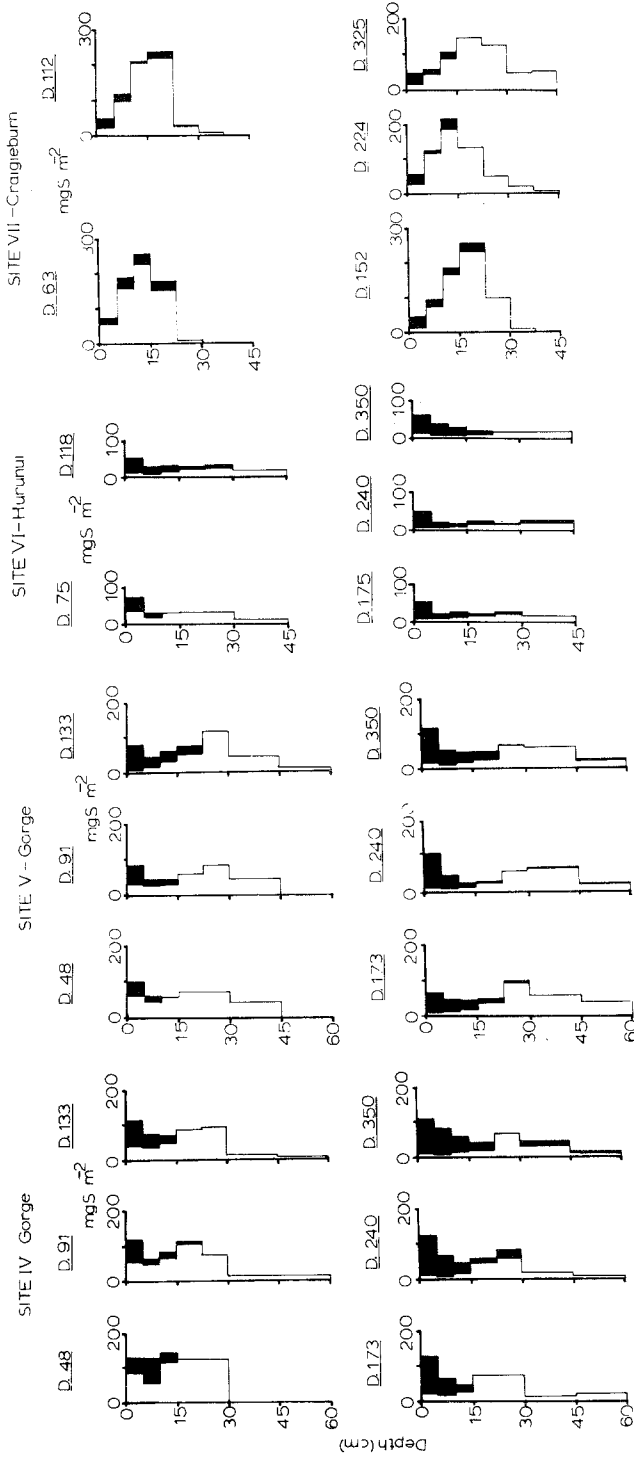 SITE IV Gorge
mgS m⁻²
D.48
D.91
D.133
0 200
0 200
0 200
0
15
30
45
60
D.173
D.240
D.350
0 200
0 200
0 200
0
15
30
45
60
Depth(cm)
SITE V - Gorge
mgS m⁻²
D.48
D.91
D.133
0 200
0 200
0 200
0
15
30
45
60
D.173
D.240
D.350
0 200
0 200
0 200
0
15
30
45
60
SITE VI - Hurunui
mgS m⁻²
D.75
D.118
0 100
0 100
0
15
30
45
D.175
D.240
D.350
0 100
0 100
0 100
0
15
30
45
SITE VII - Craigieburn
mgS m⁻²
D.63
D.112
0 300
0 300
0
15
30
45
D.152
D.224
D.325
0 300
0 200
0 200
0
15
30
45